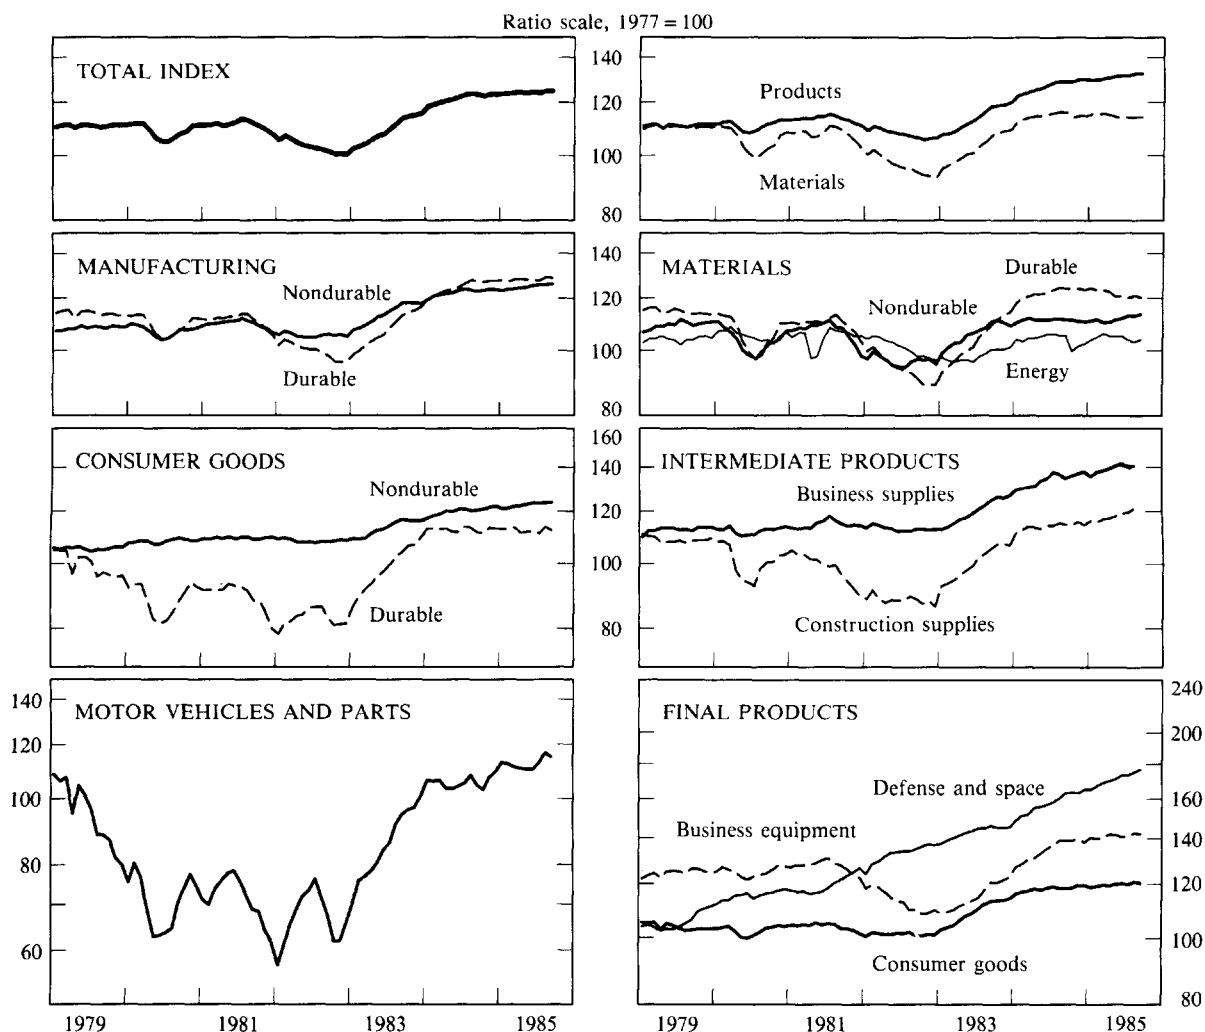 Ratio scale, 1977 = 100
TOTAL INDEX
140
120
100
80
Products
Materials
MANUFACTURING
Nondurable
Durable
140
120
100
80
MATERIALS
Durable
Nondurable
Energy
CONSUMER GOODS
Nondurable
Durable
160
140
120
100
80
INTERMEDIATE PRODUCTS
Business supplies
Construction supplies
MOTOR VEHICLES AND PARTS
140
120
100
80
60
1979 1981 1983 1985
FINAL PRODUCTS
Defense and space
Business equipment
Consumer goods
240
200
160
140
120
100
80
1979 1981 1983 1985